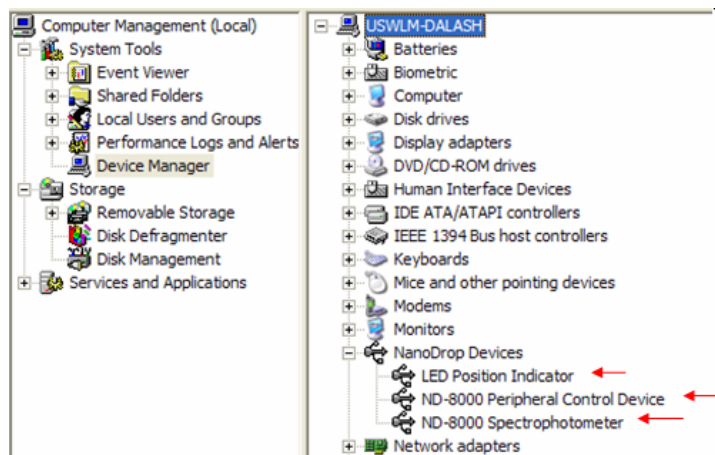 Computer Management (Local)
System Tools
Event Viewer
Shared Folders
Local Users and Groups
Performance Logs and Alerts
Device Manager
Storage
Removable Storage
Disk Defragmenter
Disk Management
Services and Applications
USWLM-DALASH
Batteries
Biometric
Computer
Disk drives
Display adapters
DVD/CD-ROM drives
Human Interface Devices
IDE ATA/ATAPI controllers
IEEE 1394 Bus host controllers
Keyboards
Mice and other pointing devices
Modems
Monitors
NanoDrop Devices
LED Position Indicator
ND-8000 Peripheral Control Device
ND-8000 Spectrophotometer
Network adapters